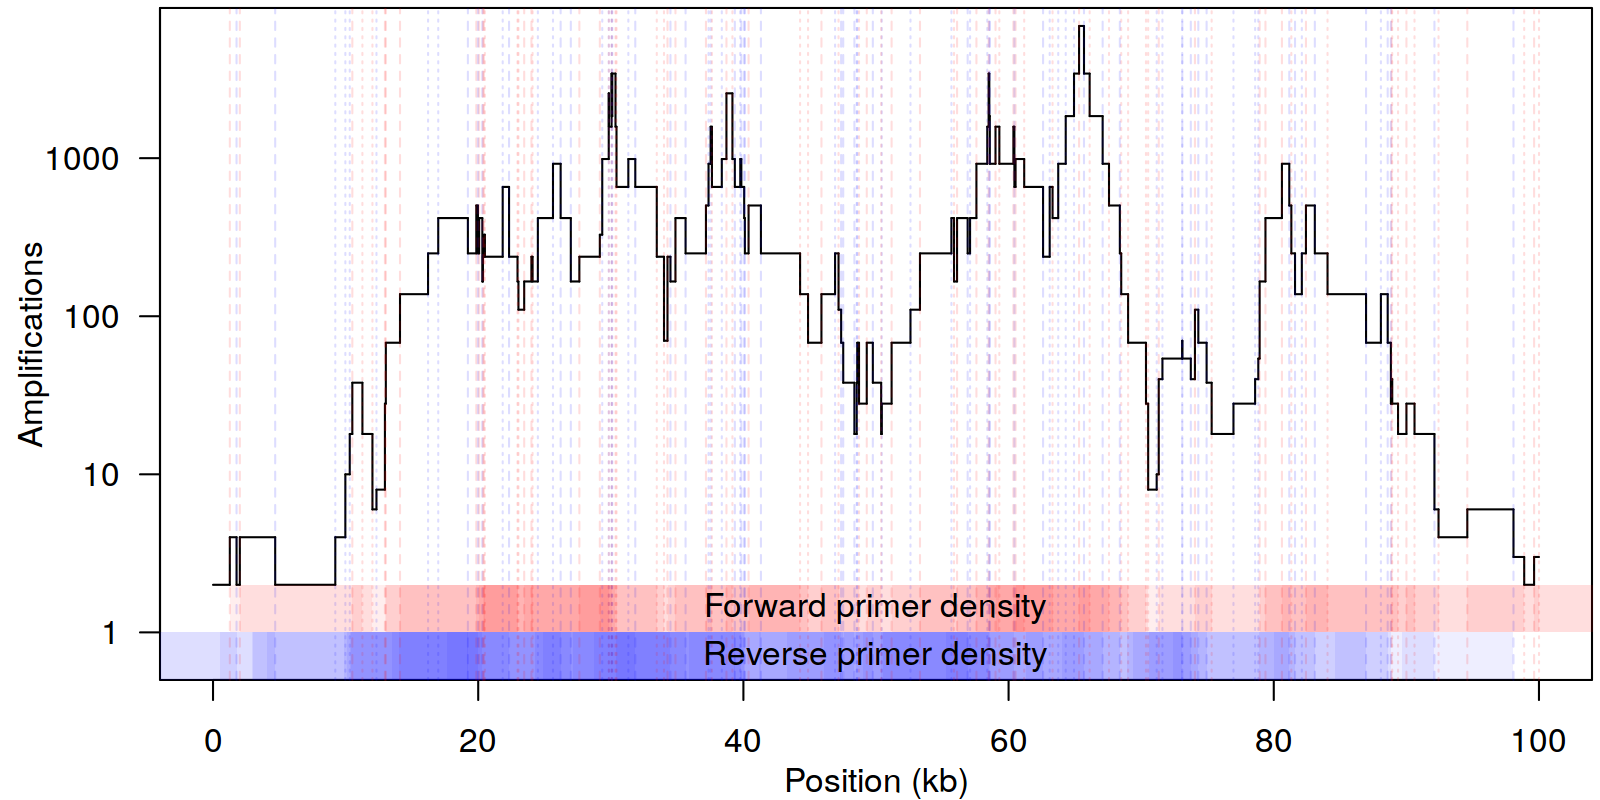 Amplifications
1000
100
10
1
Forward primer density
Reverse primer density
0 20 40 60 80 100
Position (kb)